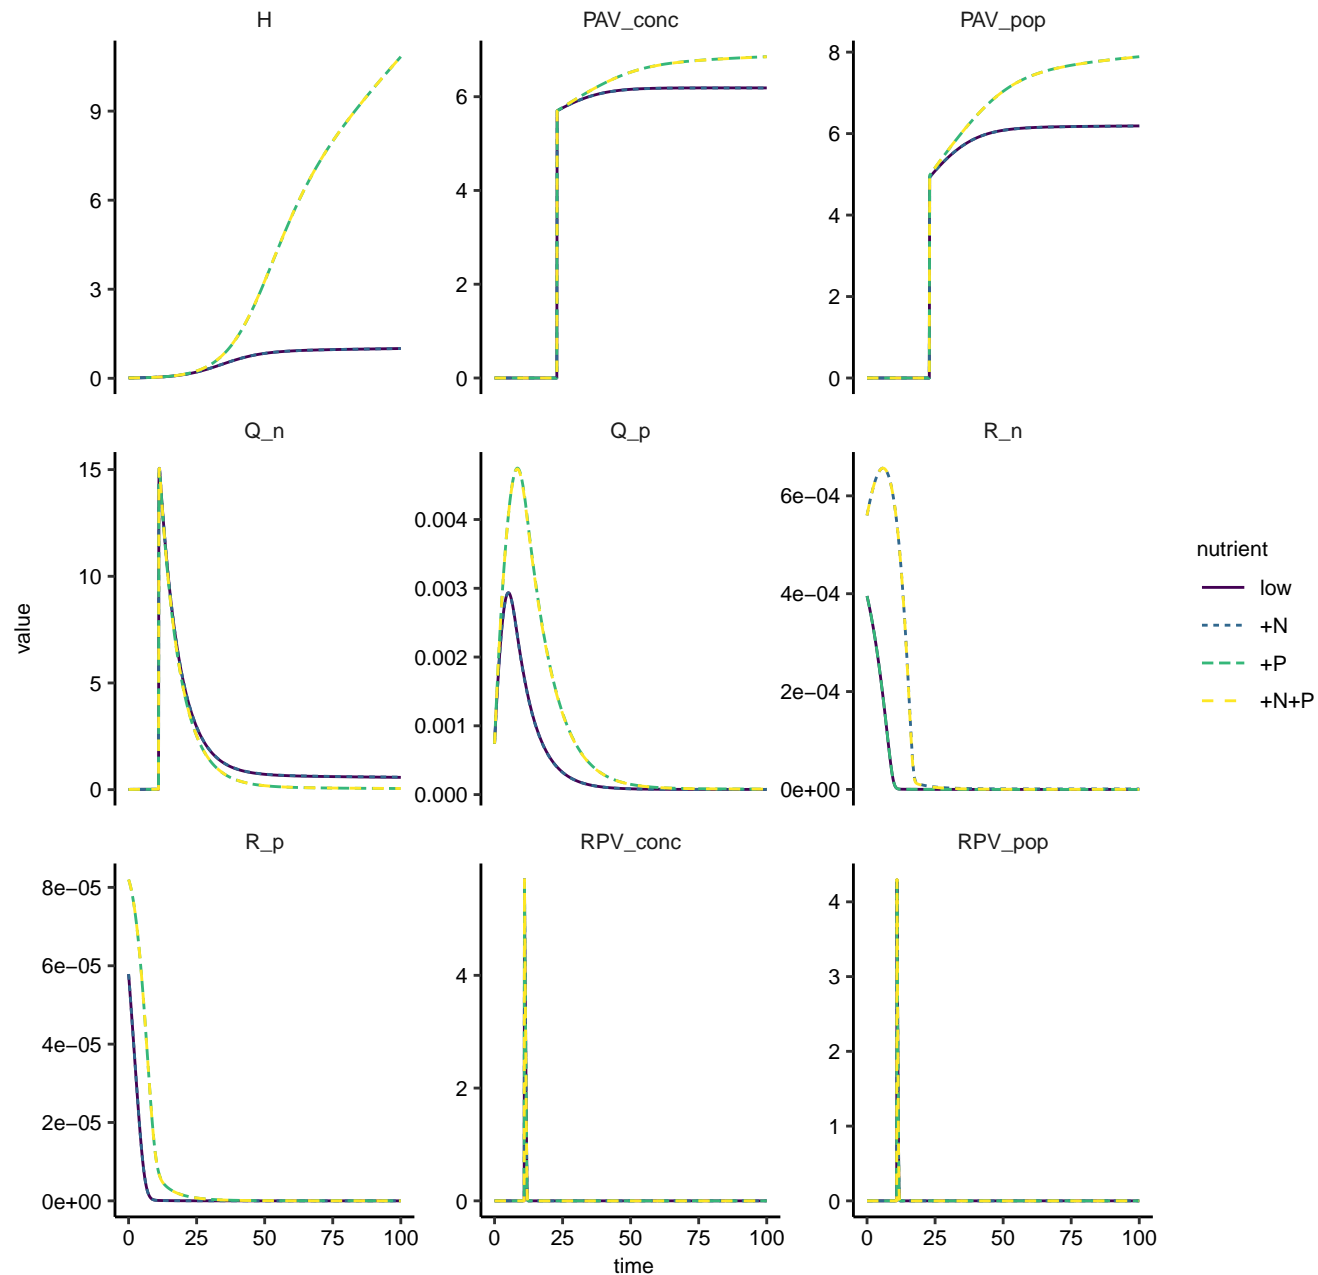 H
PAV_conc
PAV_pop
9
6
3
0
6
4
2
0
8
6
4
2
0
Q_n
Q_p
R_n
15
10
5
0
0.004
0.003
0.002
0.001
0.000
6e−04
4e−04
2e−04
0e+00
R_p
RPV_conc
RPV_pop
8e−05
6e−05
4e−05
2e−05
0e+00
4
2
0
4
3
2
1
0
0 25 50 75 100
0 25 50 75 100
0 25 50 75 100
time
value
nutrient
low
+N
+P
+N+P